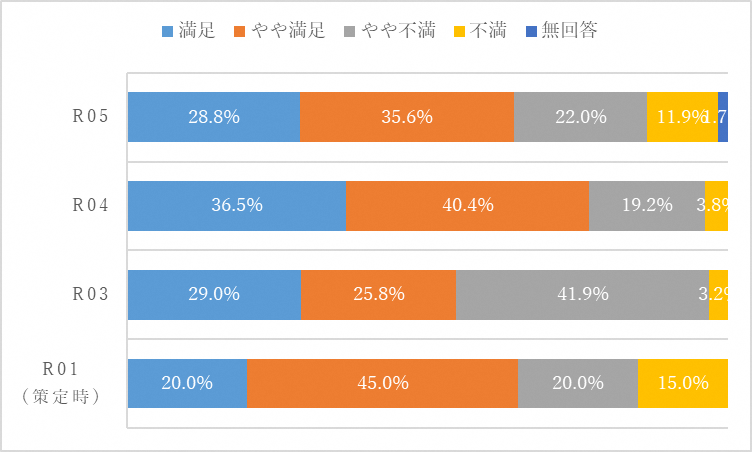 満足 やや満足 やや不満 不満 無回答
R05 28.8% 35.6% 22.0% 11.9% 1.7
R04 36.5% 40.4% 19.2% 3.8%
R03 29.0% 25.8% 41.9% 3.2%
R01 20.0% 45.0% 20.0% 15.0%
（策定時）